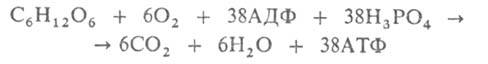 C₆H₁₂O₆ + 6O₂ + 38АДФ + 38H₃PO₄ →
→ 6CO₂ + 6H₂O + 38АТФ